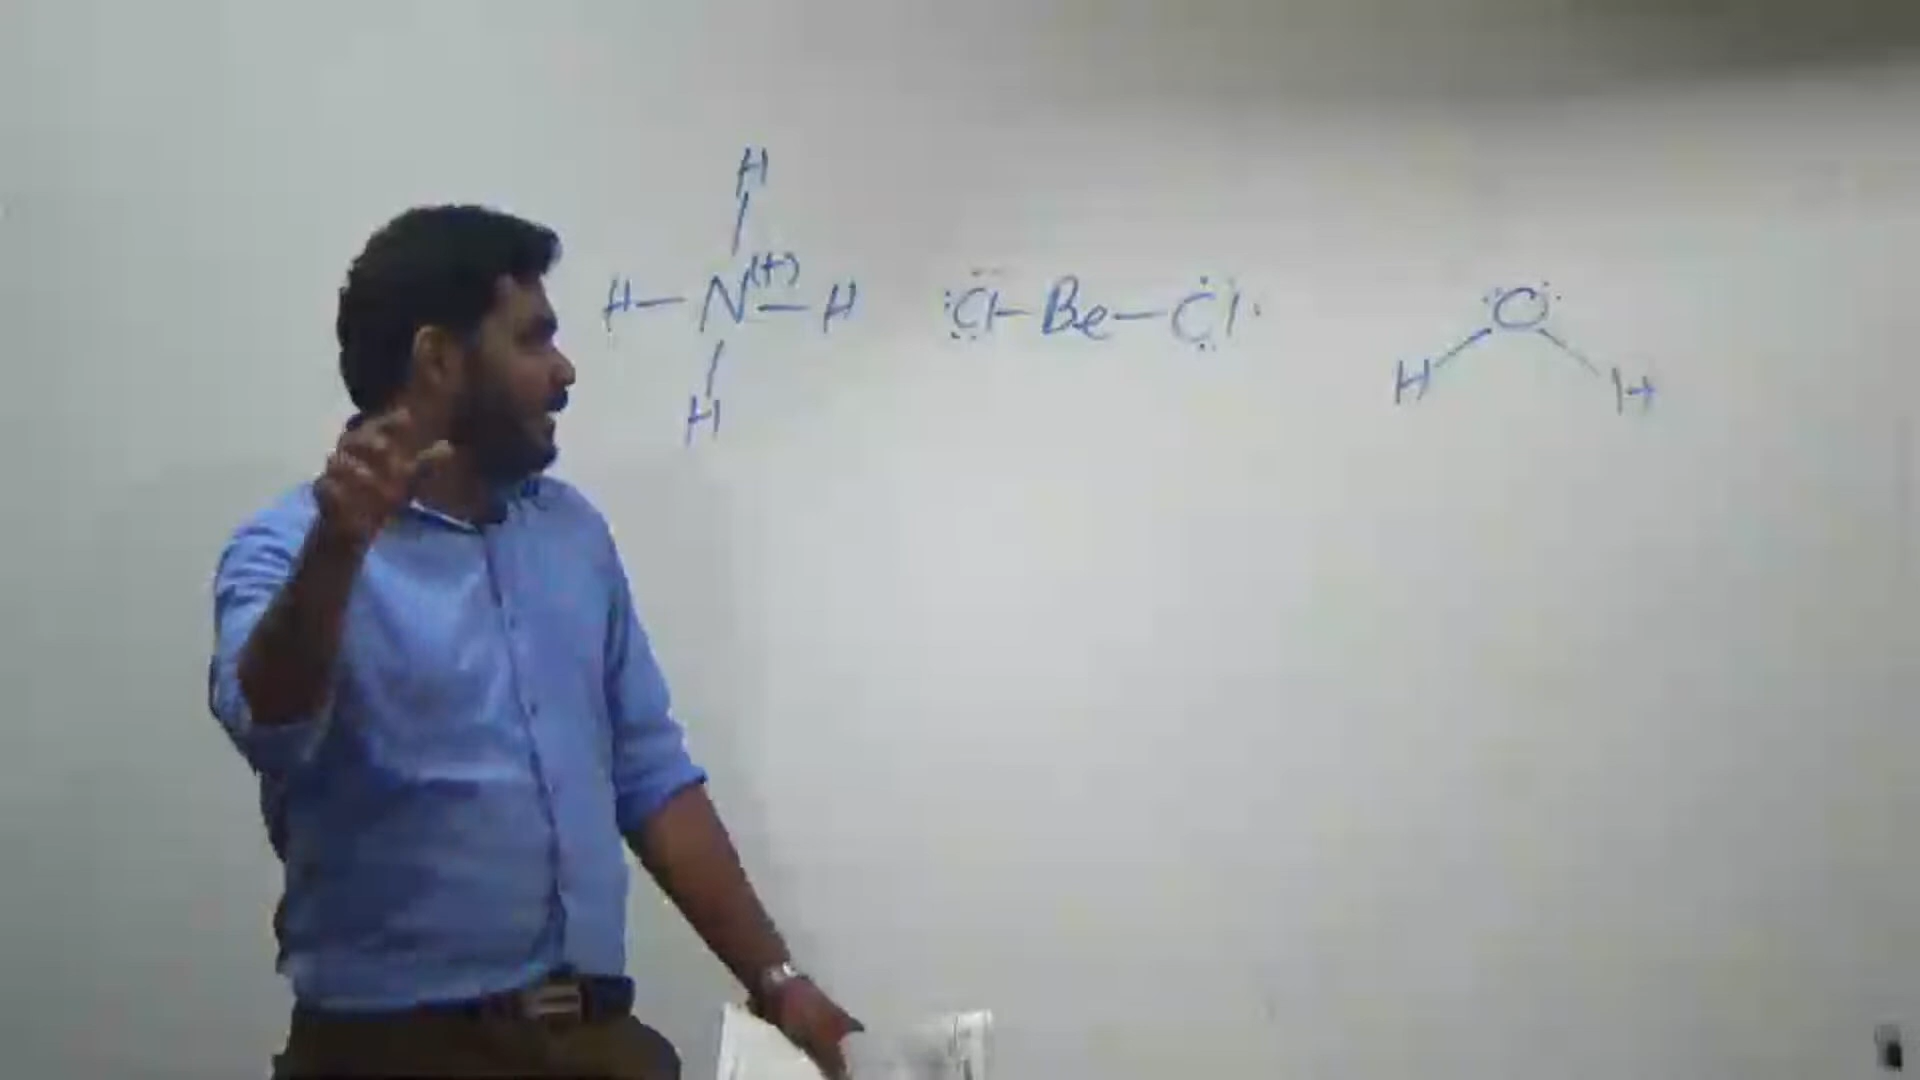 H
H–N(+)–H
H
:Cl–Be–Cl:
O
H H